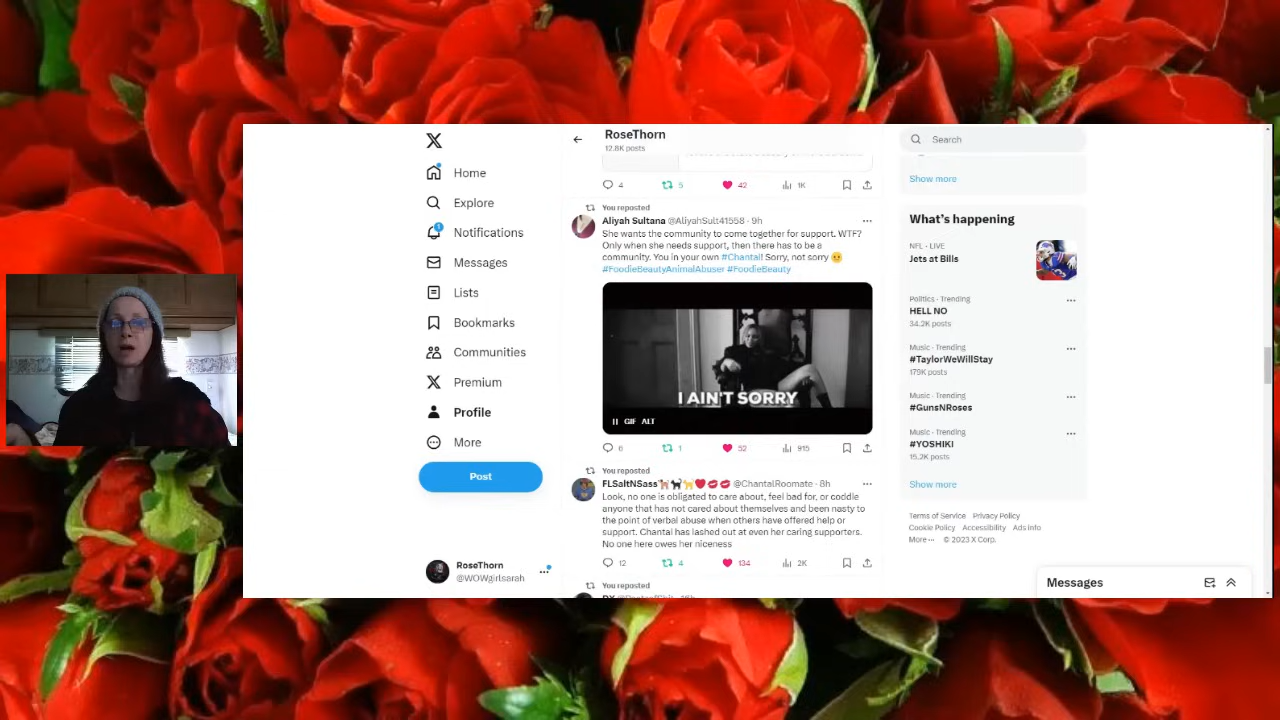 RoseThorn
12.8K posts
Search
Home
Explore
1
Notifications
Messages
Lists
Bookmarks
Communities
Premium
Profile
More
Post
RoseThorn
@WOWgirlsarah
4
5
42
1K
You reposted
Aliyah Sultana @AliyahSult41558 · 9h
She wants the community to come together for support. WTF?
Only when she needs support, then there has to be a
community. You in your own #Chantal! Sorry, not sorry 🌞
#FoodieBeautyAnimalAbuser #FoodieBeauty
I AIN'T SORRY
GIF ALT
6
1
52
915
You reposted
FLSaltNSass🐕🐈‍⬛🐈❤️💋💋 @ChantalRoomate · 8h
Look, no one is obligated to care about, feel bad for, or coddle
anyone that has not cared about themselves and been nasty to
the point of verbal abuse when others have offered help or
support. Chantal has lashed out at even her caring supporters.
No one here owes her niceness
12
4
134
2K
You reposted
Show more
What's happening
NFL · LIVE
Jets at Bills
Politics · Trending
HELL NO
34.2K posts
Music · Trending
#TaylorWeWillStay
179K posts
Music · Trending
#GunsNRoses
Music · Trending
#YOSHIKI
15.2K posts
Show more
Terms of Service Privacy Policy
Cookie Policy Accessibility Ads info
More ··· © 2023 X Corp.
Messages